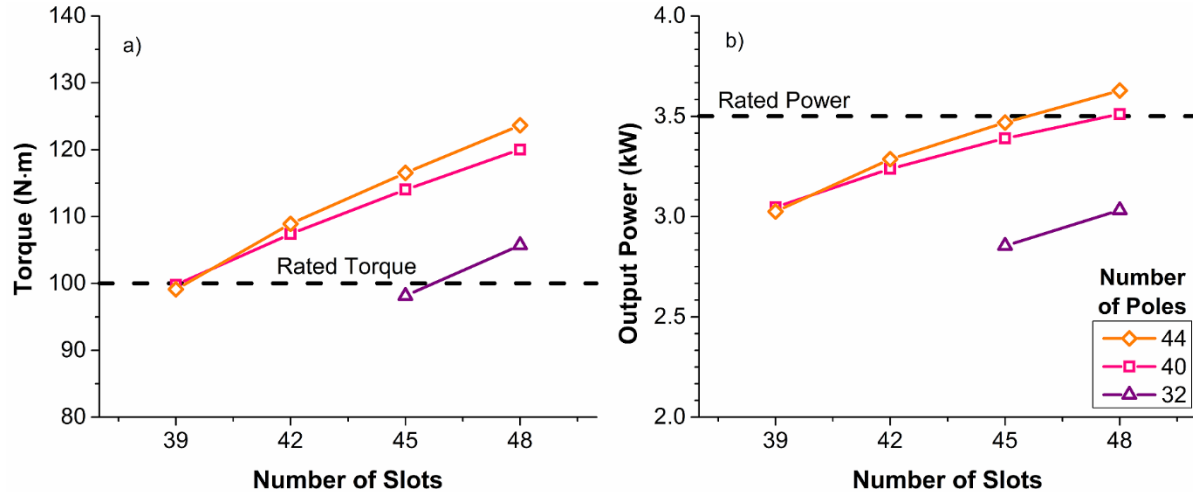 a)
Torque (N·m)
140
130
120
110
100
90
80
Rated Torque
39 42 45 48
Number of Slots
b)
Output Power (kW)
4.0
3.5
3.0
2.5
2.0
Rated Power
39 42 45 48
Number of Slots
Number
of Poles
44
40
32